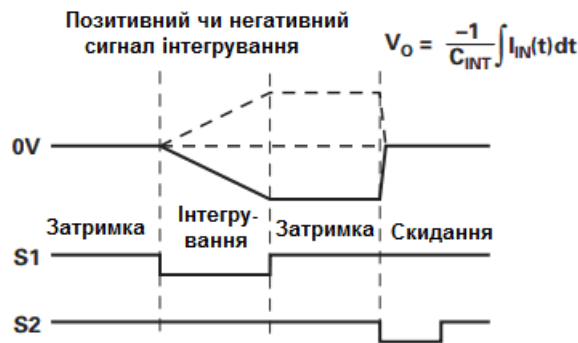 Позитивний чи негативний
сигнал інтегрування
V_O = -1/C_INT ∫ I_IN(t)dt
0V
Затримка Інтегру-
вання Затримка Скидання
S1
S2